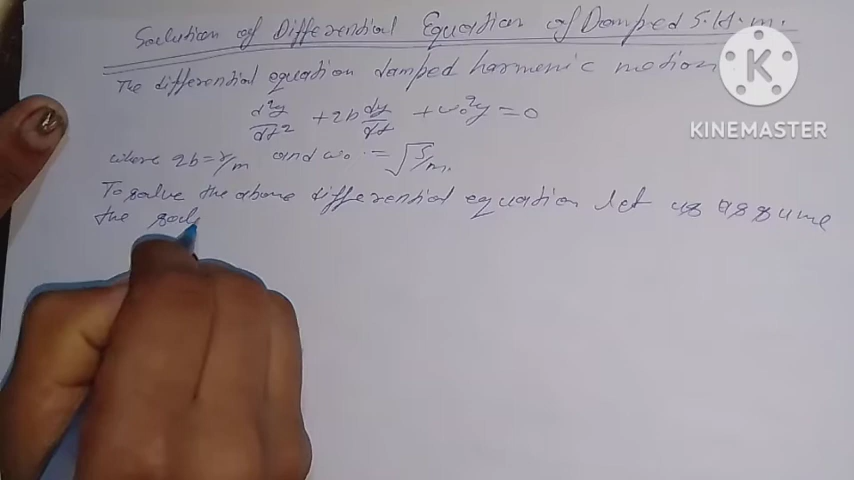 Solution of Differential Equation of Damped S.H.m.
The differential equation damped harmonic motion
d²y/dt² + 2b dy/dt + ω₀²y = 0
where 2b = r/m and ω₀ = √s/m.
To solve the above differential equation let us assume
the solu
KINEMASTER